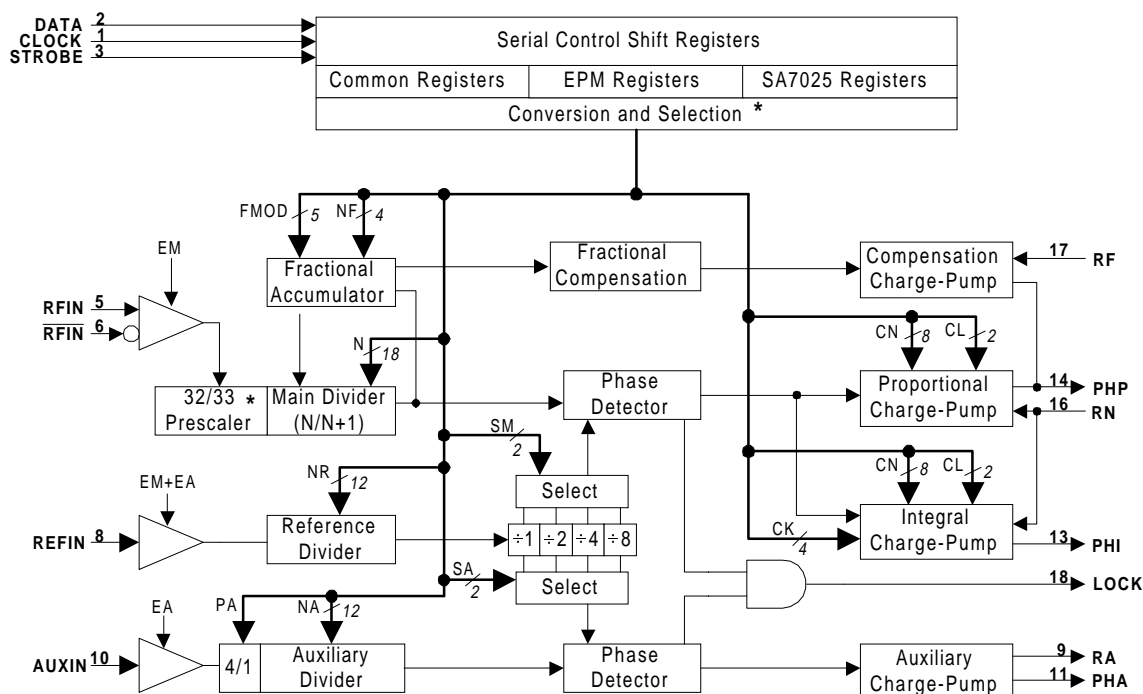 DATA 2
CLOCK 1
STROBE 3
Serial Control Shift Registers
Common Registers EPM Registers SA7025 Registers
Conversion and Selection *
FMOD 5 NF 4
EM
Fractional Accumulator
Fractional Compensation
Compensation Charge-Pump
17 RF
RFIN 5
RFIN 6
N 18
CN 8 CL 2
32/33 * Prescaler
Main Divider (N/N+1)
Phase Detector
Proportional Charge-Pump
14 PHP
16 RN
SM 2
EM+EA
NR 12
CN 8 CL 2
Select
REFIN 8
Reference Divider
÷1 ÷2 ÷4 ÷8
CK 4
Integral Charge-Pump
13 PHI
SA 2
Select
18 LOCK
EA
PA NA 12
AUXIN 10
4/1
Auxiliary Divider
Phase Detector
Auxiliary Charge-Pump
9 RA
11 PHA